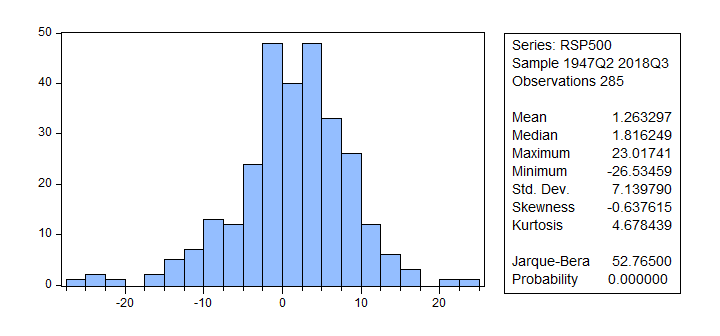 50
40
30
20
10
0
-20 -10 0 10 20
Series: RSP500
Sample 1947Q2 2018Q3
Observations 285
Mean 1.263297
Median 1.816249
Maximum 23.01741
Minimum -26.53459
Std. Dev. 7.139790
Skewness -0.637615
Kurtosis 4.678439
Jarque-Bera 52.76500
Probability 0.000000